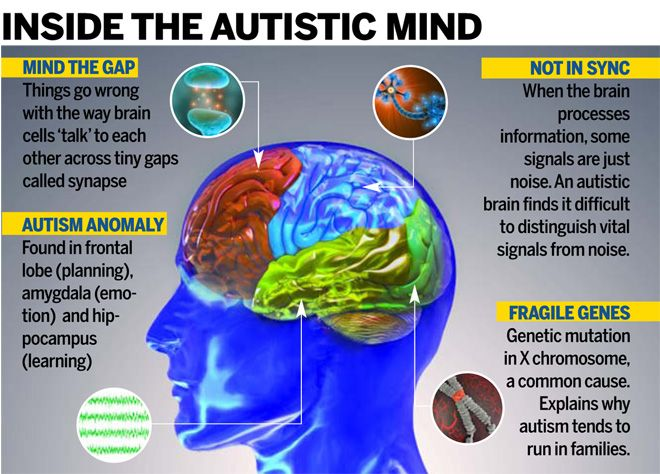 INSIDE THE AUTISTIC MIND
MIND THE GAP
Things go wrong
with the way brain
cells ‘talk’ to each
other across tiny gaps
called synapse
AUTISM ANOMALY
Found in frontal
lobe (planning),
amygdala (emo-
tion) and hip-
pocampus
(learning)
NOT IN SYNC
When the brain
processes
information, some
signals are just
noise. An autistic
brain finds it difficult
to distinguish vital
signals from noise.
FRAGILE GENES
Genetic mutation
in X chromosome,
a common cause.
Explains why
autism tends to
run in families.